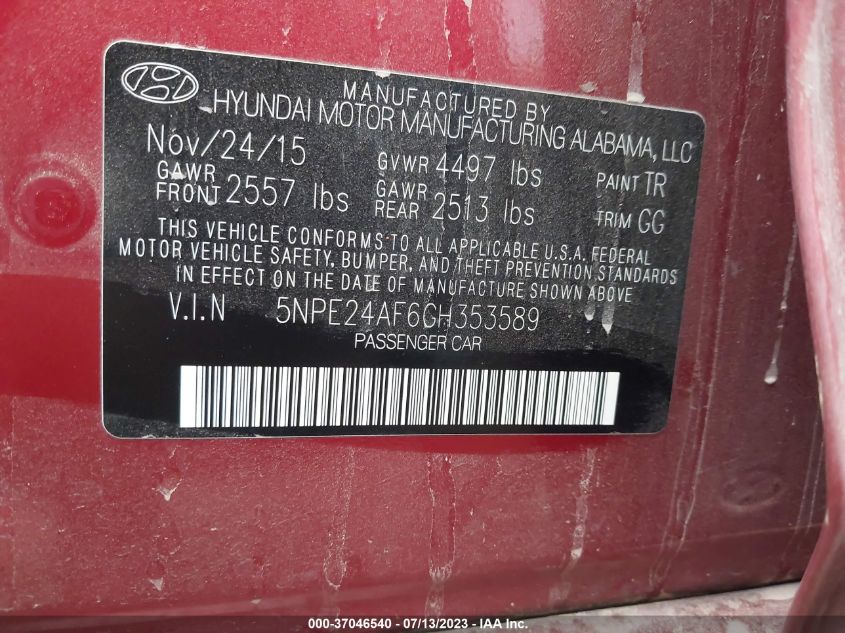 MANUFACTURED BY
HYUNDAI MOTOR MANUFACTURING ALABAMA, LLC
Nov/24/15 GVWR 4497 lbs PAINT TR
GAWR FRONT 2557 lbs GAWR REAR 2513 lbs TRIM GG
THIS VEHICLE CONFORMS TO ALL APPLICABLE U.S.A. FEDERAL
MOTOR VEHICLE SAFETY, BUMPER, AND THEFT PREVENTION STANDARDS
IN EFFECT ON THE DATE OF MANUFACTURE SHOWN ABOVE
V.I.N 5NPE24AF6GH353589
PASSENGER CAR
000-37046540 - 07/13/2023 - IAA Inc.